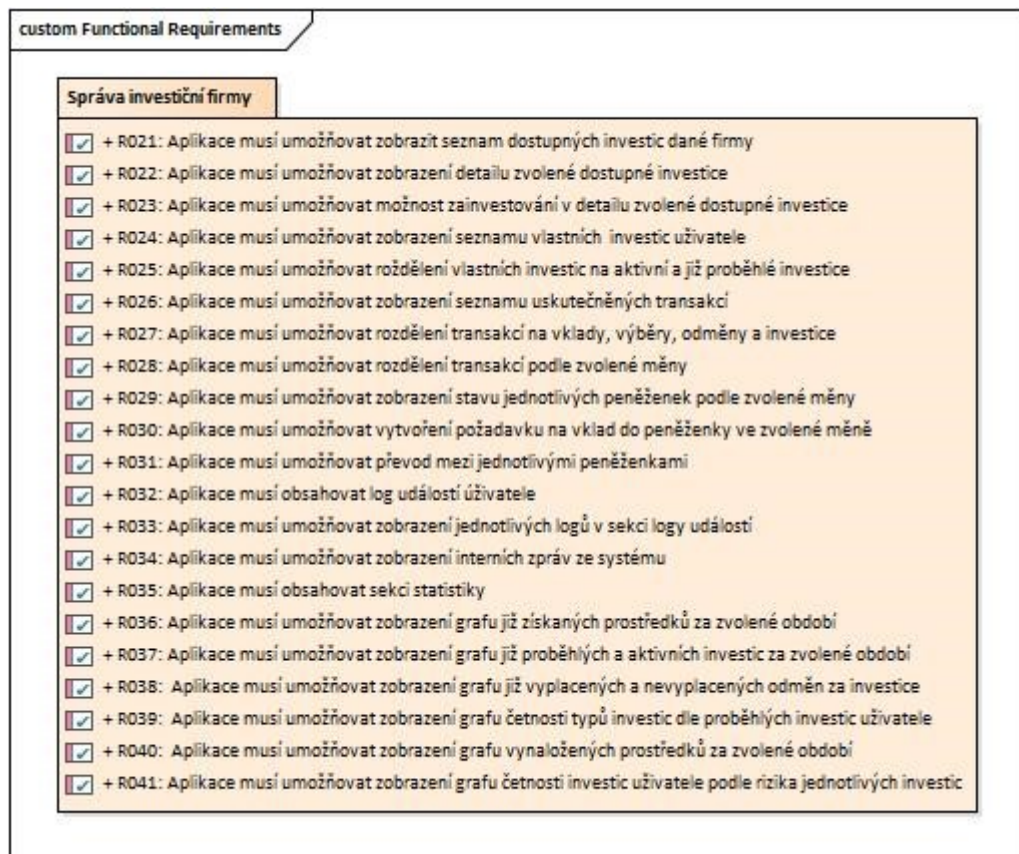 custom Functional Requirements
Správa investiční firmy
+ R021: Aplikace musí umožňovat zobrazit seznam dostupných investic dané firmy
+ R022: Aplikace musí umožňovat zobrazení detailu zvolené dostupné investice
+ R023: Aplikace musí umožňovat možnost zainvestování v detailu zvolené dostupné investice
+ R024: Aplikace musí umožňovat zobrazení seznamu vlastních investic uživatele
+ R025: Aplikace musí umožňovat roždělení vlastních investic na aktivní a již proběhlé investice
+ R026: Aplikace musí umožňovat zobrazení seznamu uskutečněných transakcí
+ R027: Aplikace musí umožňovat rozdělení transakcí na vklady, výběry, odměny a investice
+ R028: Aplikace musí umožňovat rozdělení transakcí podle zvolené měny
+ R029: Aplikace musí umožňovat zobrazení stavu jednotlivých peněženek podle zvolené měny
+ R030: Aplikace musí umožňovat vytvoření požadavku na vklad do peněženky ve zvolené měně
+ R031: Aplikace musí umožňovat převod mezi jednotlivými peněženkami
+ R032: Aplikace musí obsahovat log událostí úživatele
+ R033: Aplikace musí umožňovat zobrazení jednotlivých logů v sekci logy událostí
+ R034: Aplikace musí umožňovat zobrazení interních zpráv ze systému
+ R035: Aplikace musí obsahovat sekci statistiky
+ R036: Aplikace musí umožňovat zobrazení grafu již získaných prostředků za zvolené období
+ R037: Aplikace musí umožňovat zobrazení grafu již proběhlých a aktivních investic za zvolené období
+ R038: Aplikace musí umožňovat zobrazení grafu již vyplacených a nevyplacených odměn za investice
+ R039: Aplikace musí umožňovat zobrazení grafu četnosti typů investic dle proběhlých investic uživatele
+ R040: Aplikace musí umožňovat zobrazení grafu vynaložených prostředků za zvolené období
+ R041: Aplikace musí umožňovat zobrazení grafu četnosti investic uživatele podle rizika jednotlivých investic